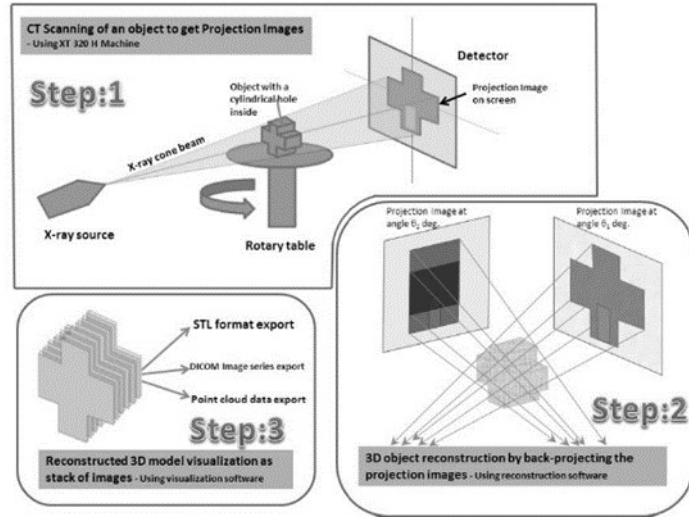 CT Scanning of an object to get Projection Images
- Using XT 320 H Machine
Step:1
Object with a
cylindrical hole
inside
Detector
Projection Image
on screen
X-ray cone beam
X-ray source
Rotary table
Projection Image at
angle θ₂ deg.
Projection Image at
angle θ₁ deg.
Step:2
3D object reconstruction by back-projecting the
projection images - Using reconstruction software
STL format export
DICOM Image series export
Point cloud data export
Step:3
Reconstructed 3D model visualization as
stack of images - Using visualization software